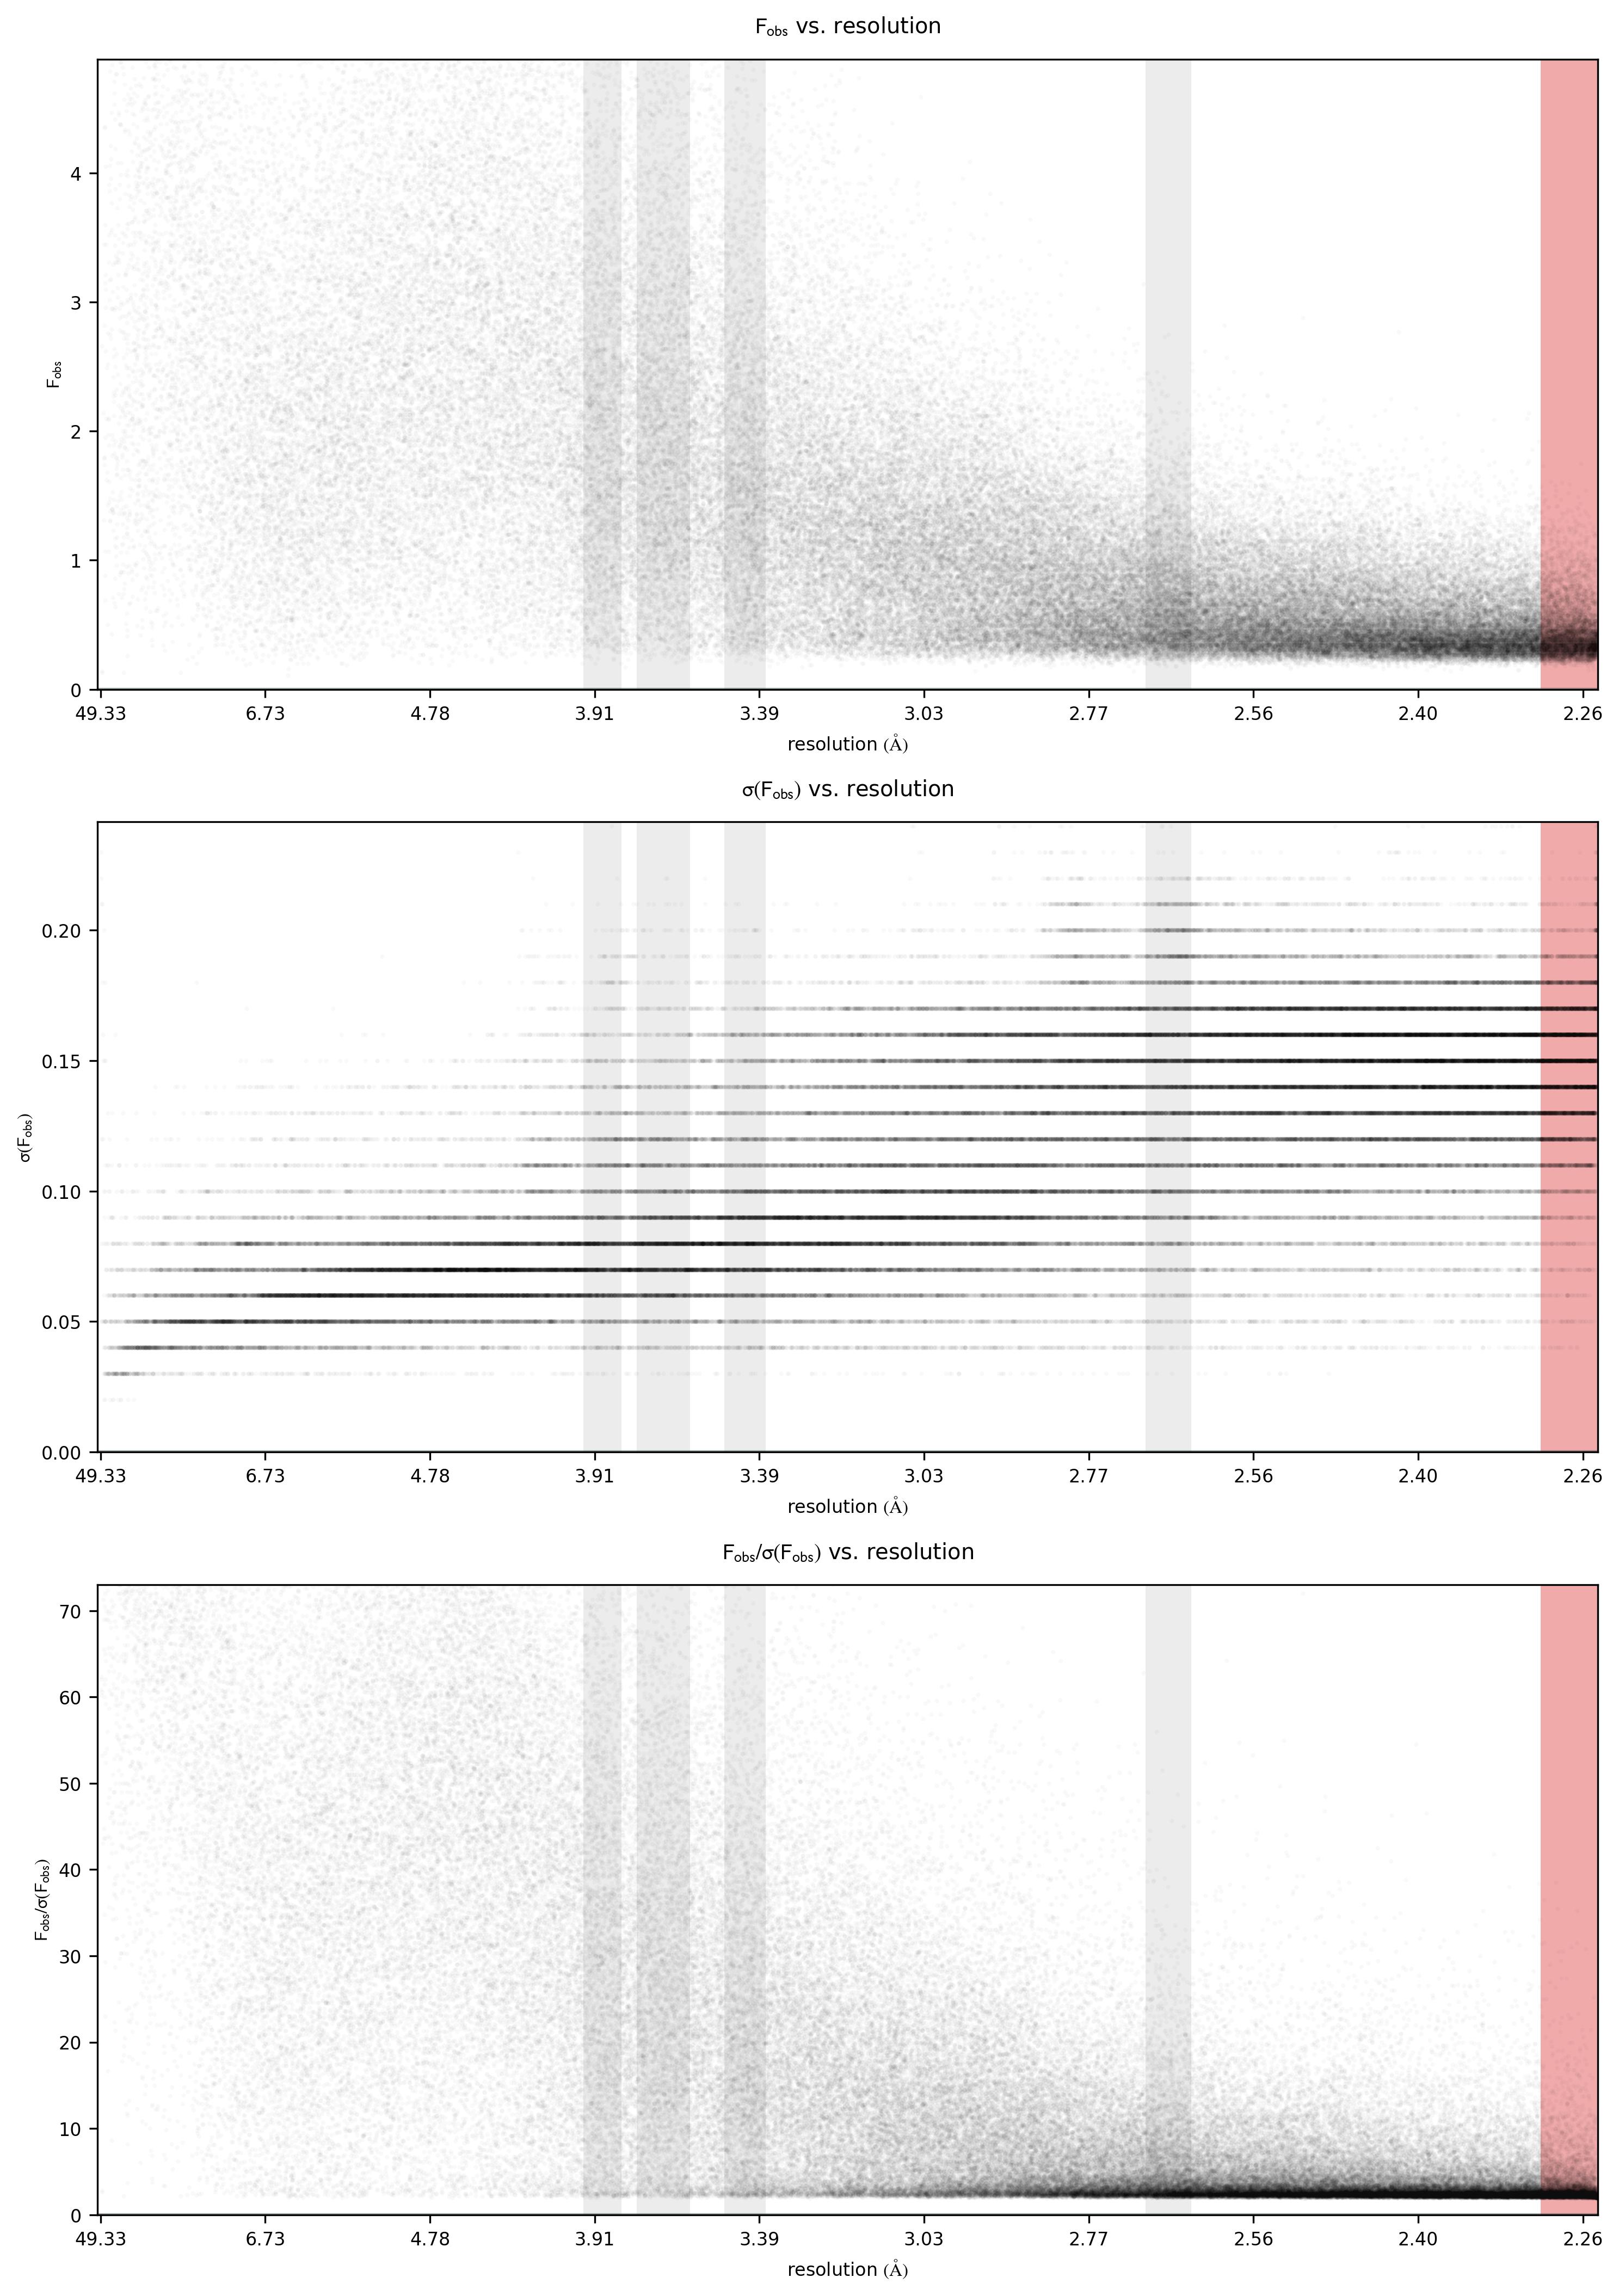 Fobs vs. resolution
4
3
2
1
0
Fobs
49.33 6.73 4.78 3.91 3.39 3.03 2.77 2.56 2.40 2.26
resolution (Å)
σ(Fobs) vs. resolution
0.20
0.15
0.10
0.05
0.00
σ(Fobs)
49.33 6.73 4.78 3.91 3.39 3.03 2.77 2.56 2.40 2.26
resolution (Å)
Fobs/σ(Fobs) vs. resolution
70
60
50
40
30
20
10
0
Fobs/σ(Fobs)
49.33 6.73 4.78 3.91 3.39 3.03 2.77 2.56 2.40 2.26
resolution (Å)